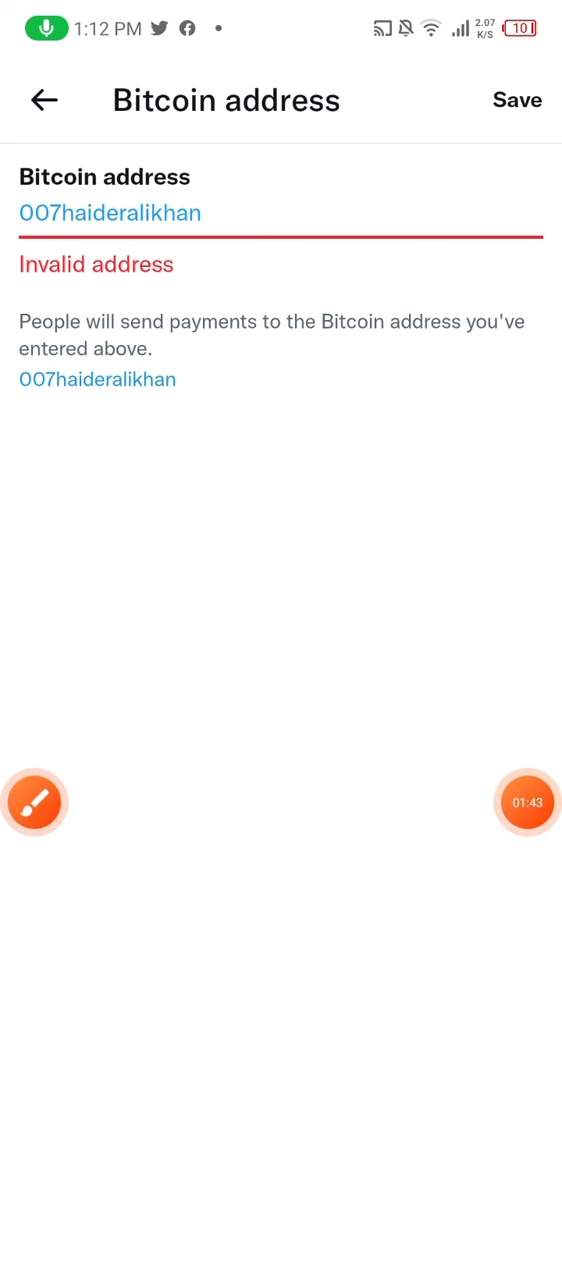 1:12 PM
2.07
K/S
10
Bitcoin address
Save
Bitcoin address
007haideralikhan
Invalid address
People will send payments to the Bitcoin address you've
entered above.
007haideralikhan
01:43